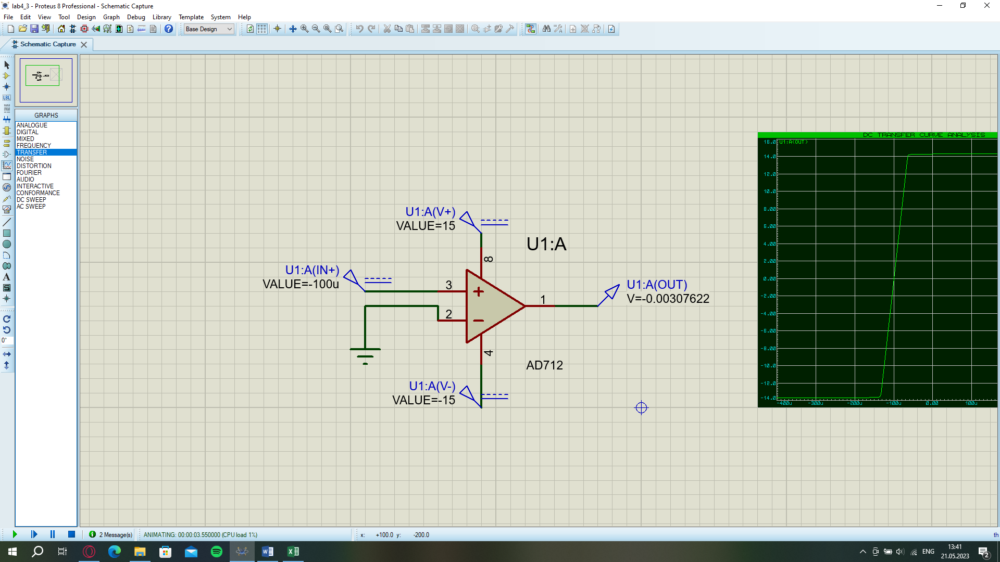 lab4_3 - Proteus 8 Professional - Schematic Capture
File Edit View Tool Design Graph Debug Library Template System Help
Base Design
Schematic Capture
GRAPHS
ANALOGUE
DIGITAL
MIXED
FREQUENCY
TRANSFER
NOISE
DISTORTION
FOURIER
AUDIO
INTERACTIVE
CONFORMANCE
DC SWEEP
AC SWEEP
LBL
A
S
0°
U1:A(V+)
VALUE=15
U1:A
8
U1:A(IN+)
VALUE=-100u
3
2
1
U1:A(OUT)
V=-0.00307622
4
AD712
U1:A(V-)
VALUE=-15
DC TRANSFER CURVE ANALYSIS
U1:A(OUT)
16.0
14.0
12.0
10.0
8.00
6.00
4.00
2.00
0.00
-2.00
-4.00
-6.00
-8.00
-10.0
-12.0
-14.0
-400u -300u -200u -100u 0.00 100u
2 Message(s) ANIMATING: 00:00:03.550000 (CPU load 1%) x: +100.0 y: -200.0 th
ENG
13:41
21.05.2023
2